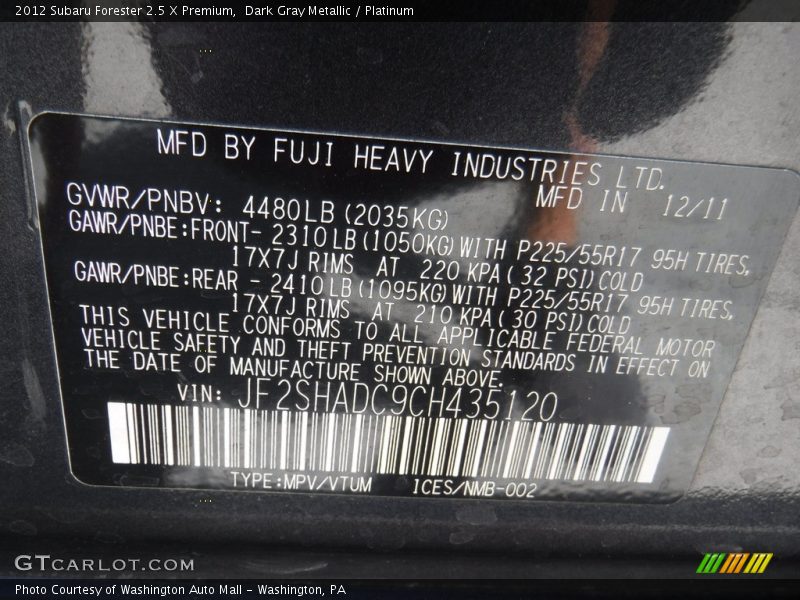 2012 Subaru Forester 2.5 X Premium,  Dark Gray Metallic / Platinum
MFD BY FUJI HEAVY INDUSTRIES LTD.
MFD IN 12/11
GVWR/PNBV: 4480LB(2035KG)
GAWR/PNBE:FRONT- 2310LB(1050KG)WITH P225/55R17 95H TIRES,
17X7J RIMS AT 220 KPA(32 PSI)COLD
GAWR/PNBE:REAR - 2410LB(1095KG)WITH P225/55R17 95H TIRES,
17X7J RIMS AT 210 KPA(30 PSI)COLD
THIS VEHICLE CONFORMS TO ALL APPLICABLE FEDERAL MOTOR
VEHICLE SAFETY AND THEFT PREVENTION STANDARDS IN EFFECT ON
THE DATE OF MANUFACTURE SHOWN ABOVE.
VIN: JF2SHADC9CH435120
TYPE:MPV/VTUM ICES/NMB-002
GTCARLOT.COM
Photo Courtesy of Washington Auto Mall - Washington, PA